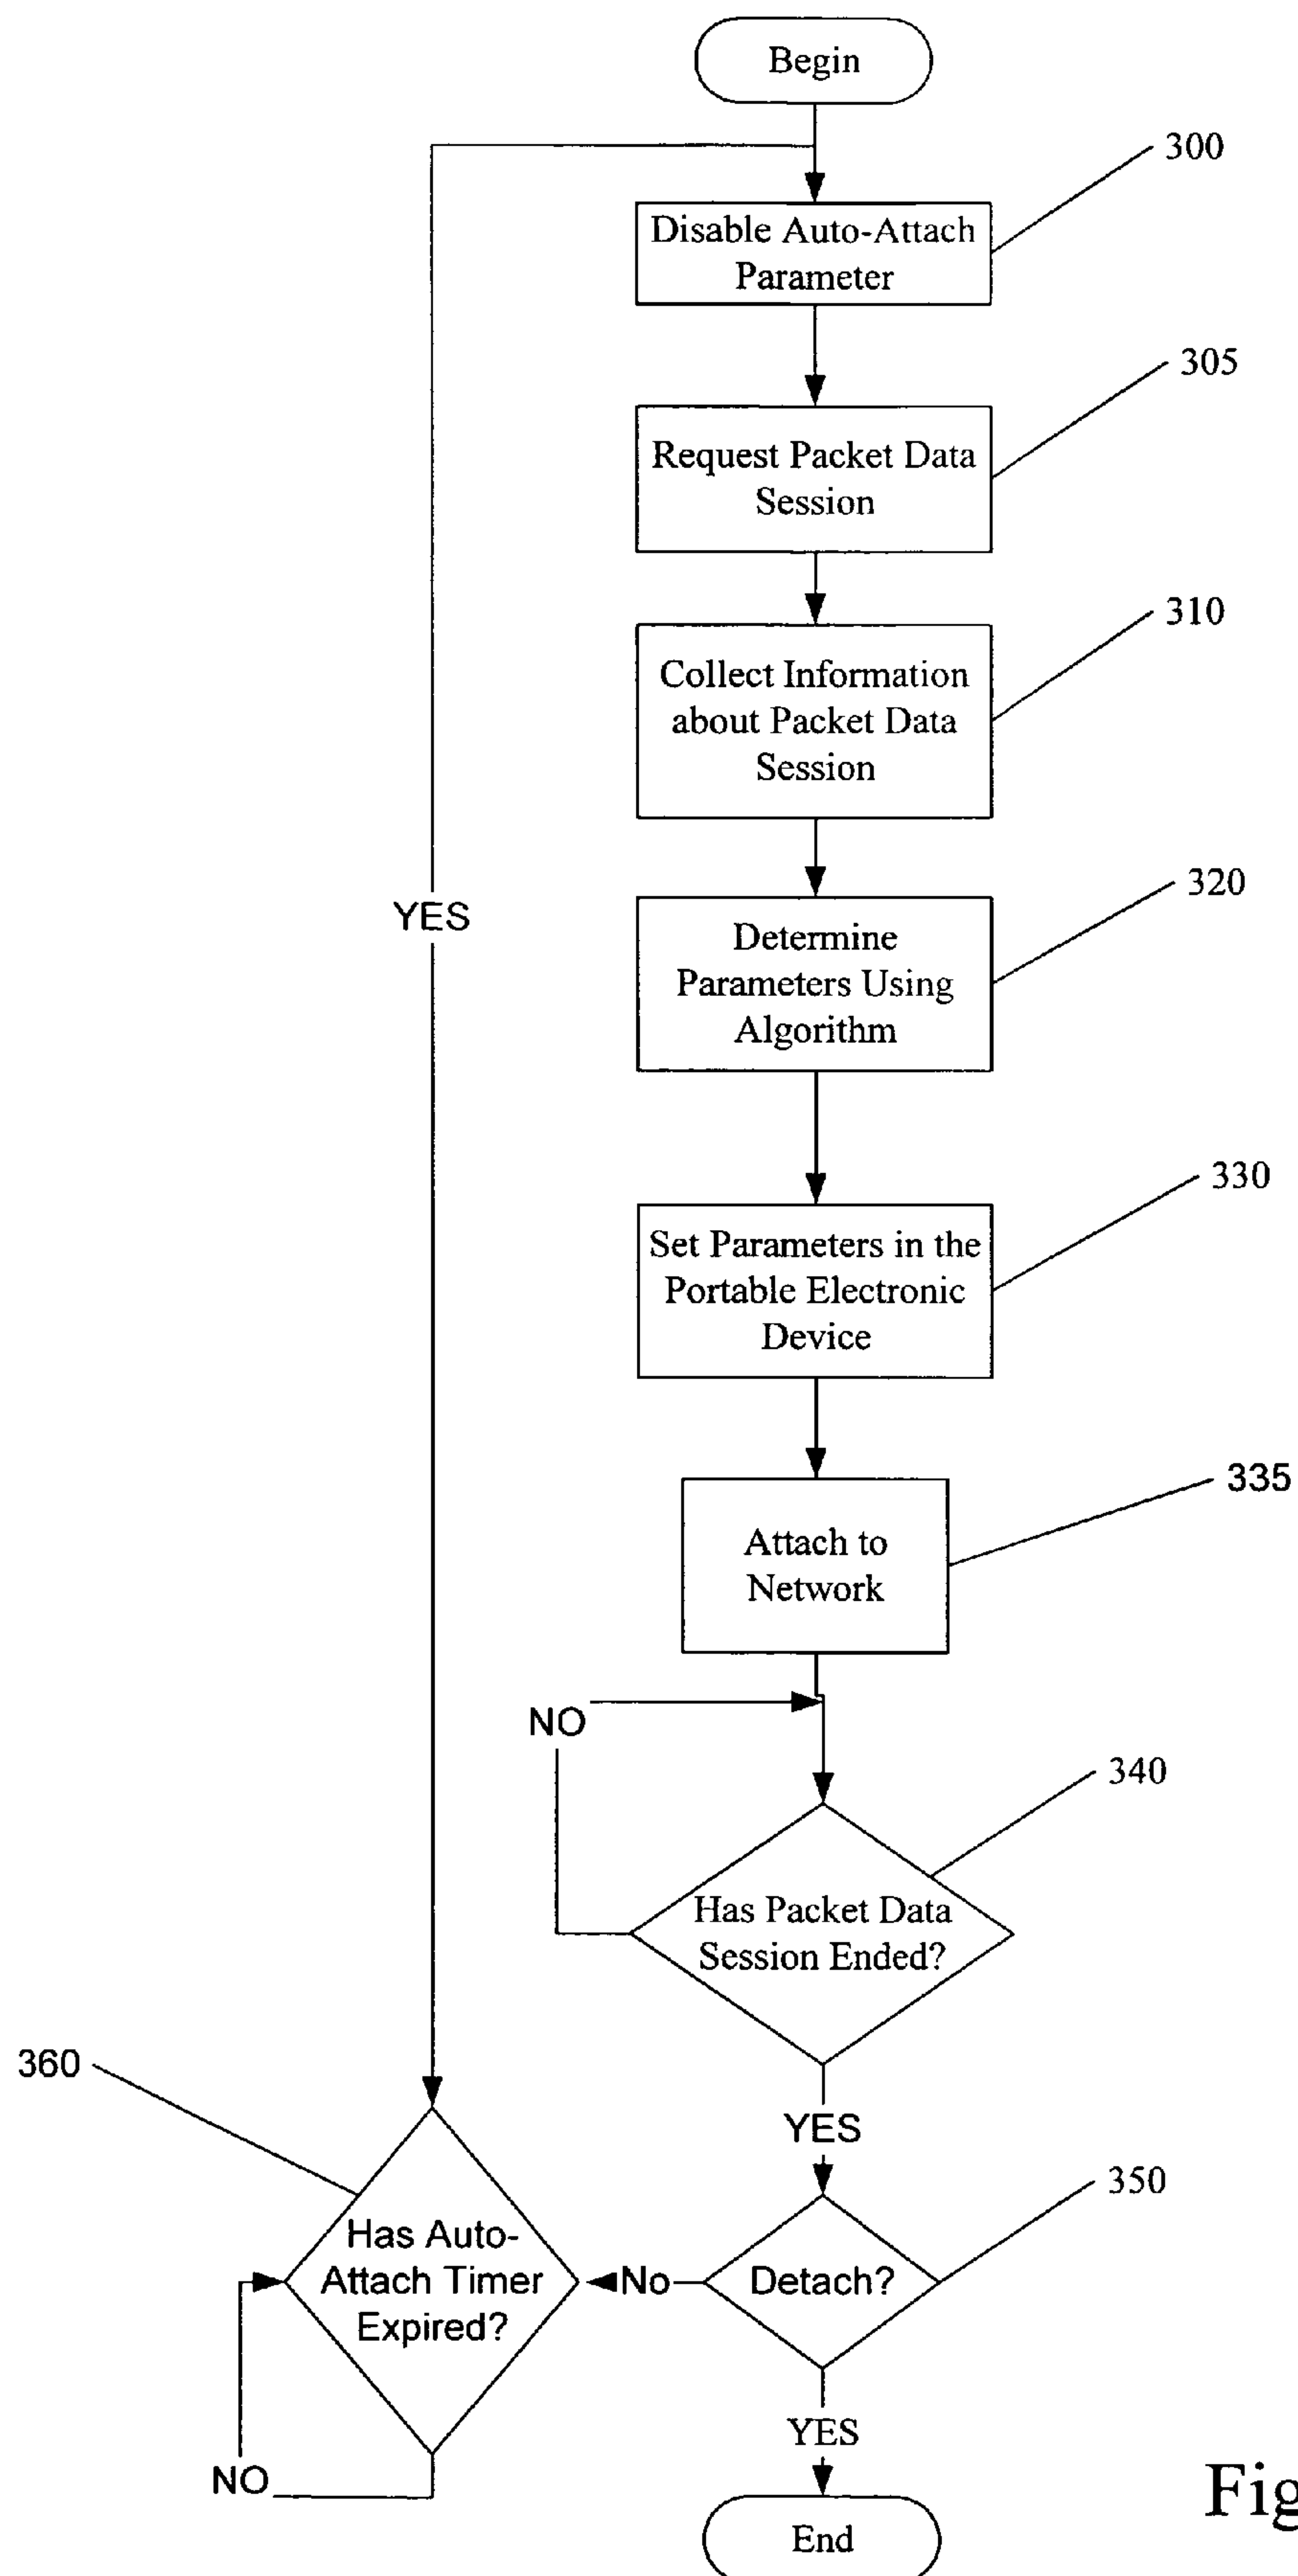 Begin
300
Disable Auto-Attach
Parameter
305
Request Packet Data
Session
310
Collect Information
about Packet Data
Session
YES
320
Determine
Parameters Using
Algorithm
330
Set Parameters in the
Portable Electronic
Device
335
Attach to
Network
NO
340
Has Packet Data
Session Ended?
360
YES
350
Has Auto-
Attach Timer
Expired?
No
Detach?
YES
NO
End
Fig